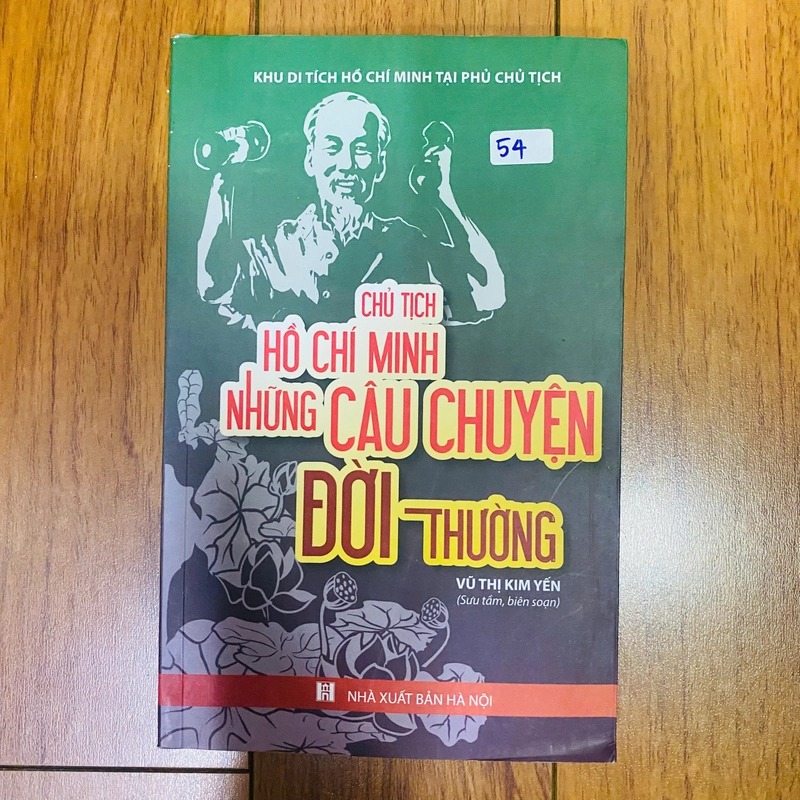 KHU DI TÍCH HỒ CHÍ MINH TẠI PHỦ CHỦ TỊCH
54
CHỦ TỊCH
HỒ CHÍ MINH
NHỮNG CÂU CHUYỆN
ĐỜI THƯỜNG
VŨ THỊ KIM YẾN
(Sưu tầm, biên soạn)
NHÀ XUẤT BẢN HÀ NỘI